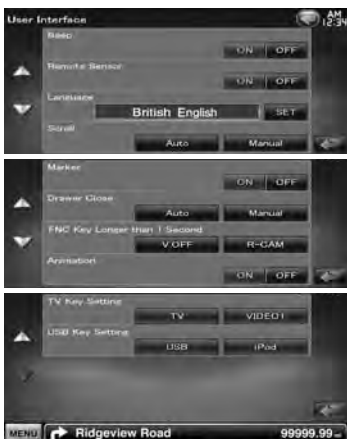 User Interface
AM
12:34
Beep
ON OFF
Remote Sensor
ON OFF
Language
British English SET
Scroll
Auto Manual
Marker
ON OFF
Drawer Close
Auto Manual
FNC Key Longer than 1 Second
V.OFF R-CAM
Animation
ON OFF
TV Key Setting
TV VIDEO1
USB Key Setting
USB iPod
MENU Ridgeview Road 99999.99